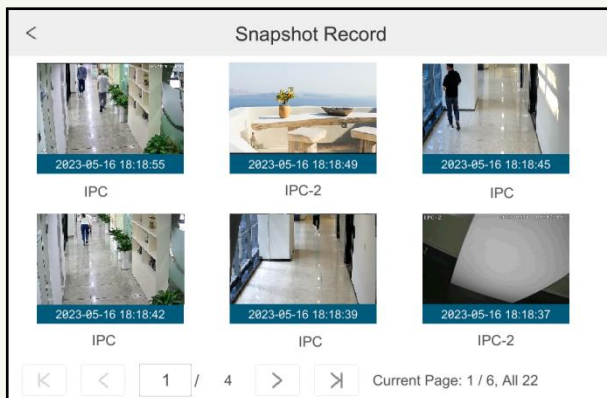 Snapshot Record
2023-05-16 18:18:55
2023-05-16 18:18:49
2023-05-16 18:18:45
IPC
IPC-2
IPC
IPC-2
2023-05-16 18:18:42
2023-05-16 18:18:39
2023-05-16 18:18:37
IPC
IPC
IPC-2
1 / 4
Current Page: 1 / 6, All 22